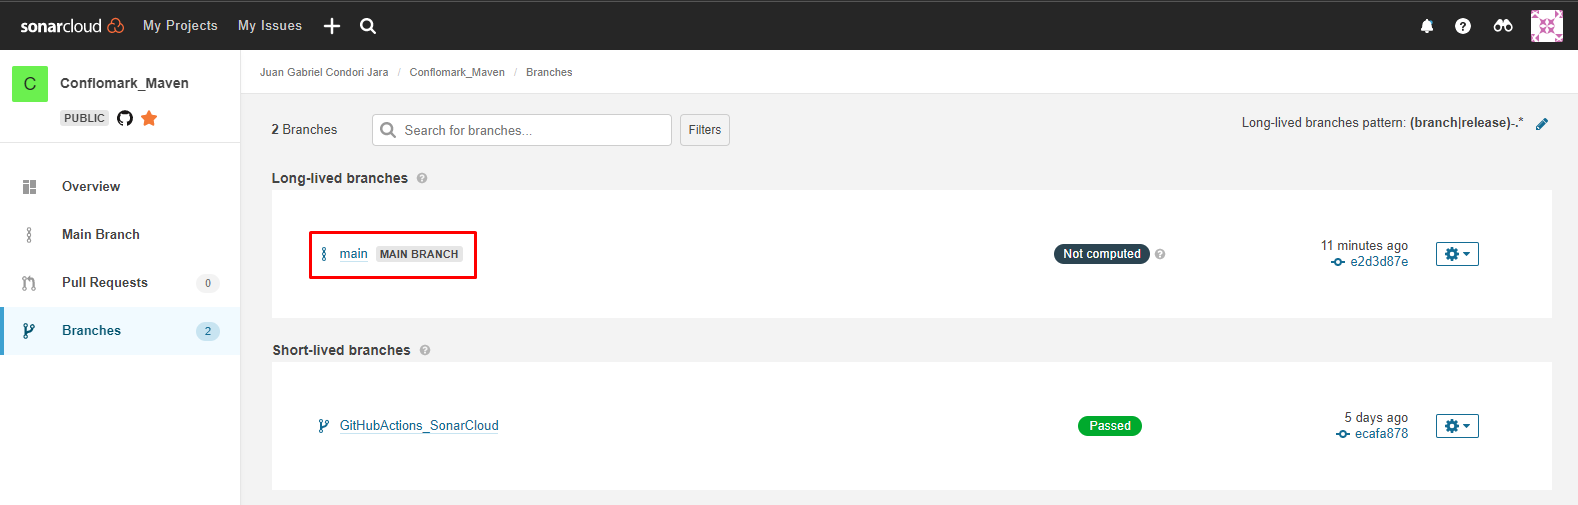 sonarcloud My Projects My Issues
C Conflomark_Maven
PUBLIC
Overview
Main Branch
Pull Requests 0
Branches 2
Juan Gabriel Condori Jara / Conflomark_Maven / Branches
2 Branches Search for branches... Filters Long-lived branches pattern: (branch|release)-.*
Long-lived branches ?
main MAIN BRANCH Not computed ? 11 minutes ago
e2d3d87e
Short-lived branches ?
GitHubActions_SonarCloud Passed 5 days ago
ecafa878